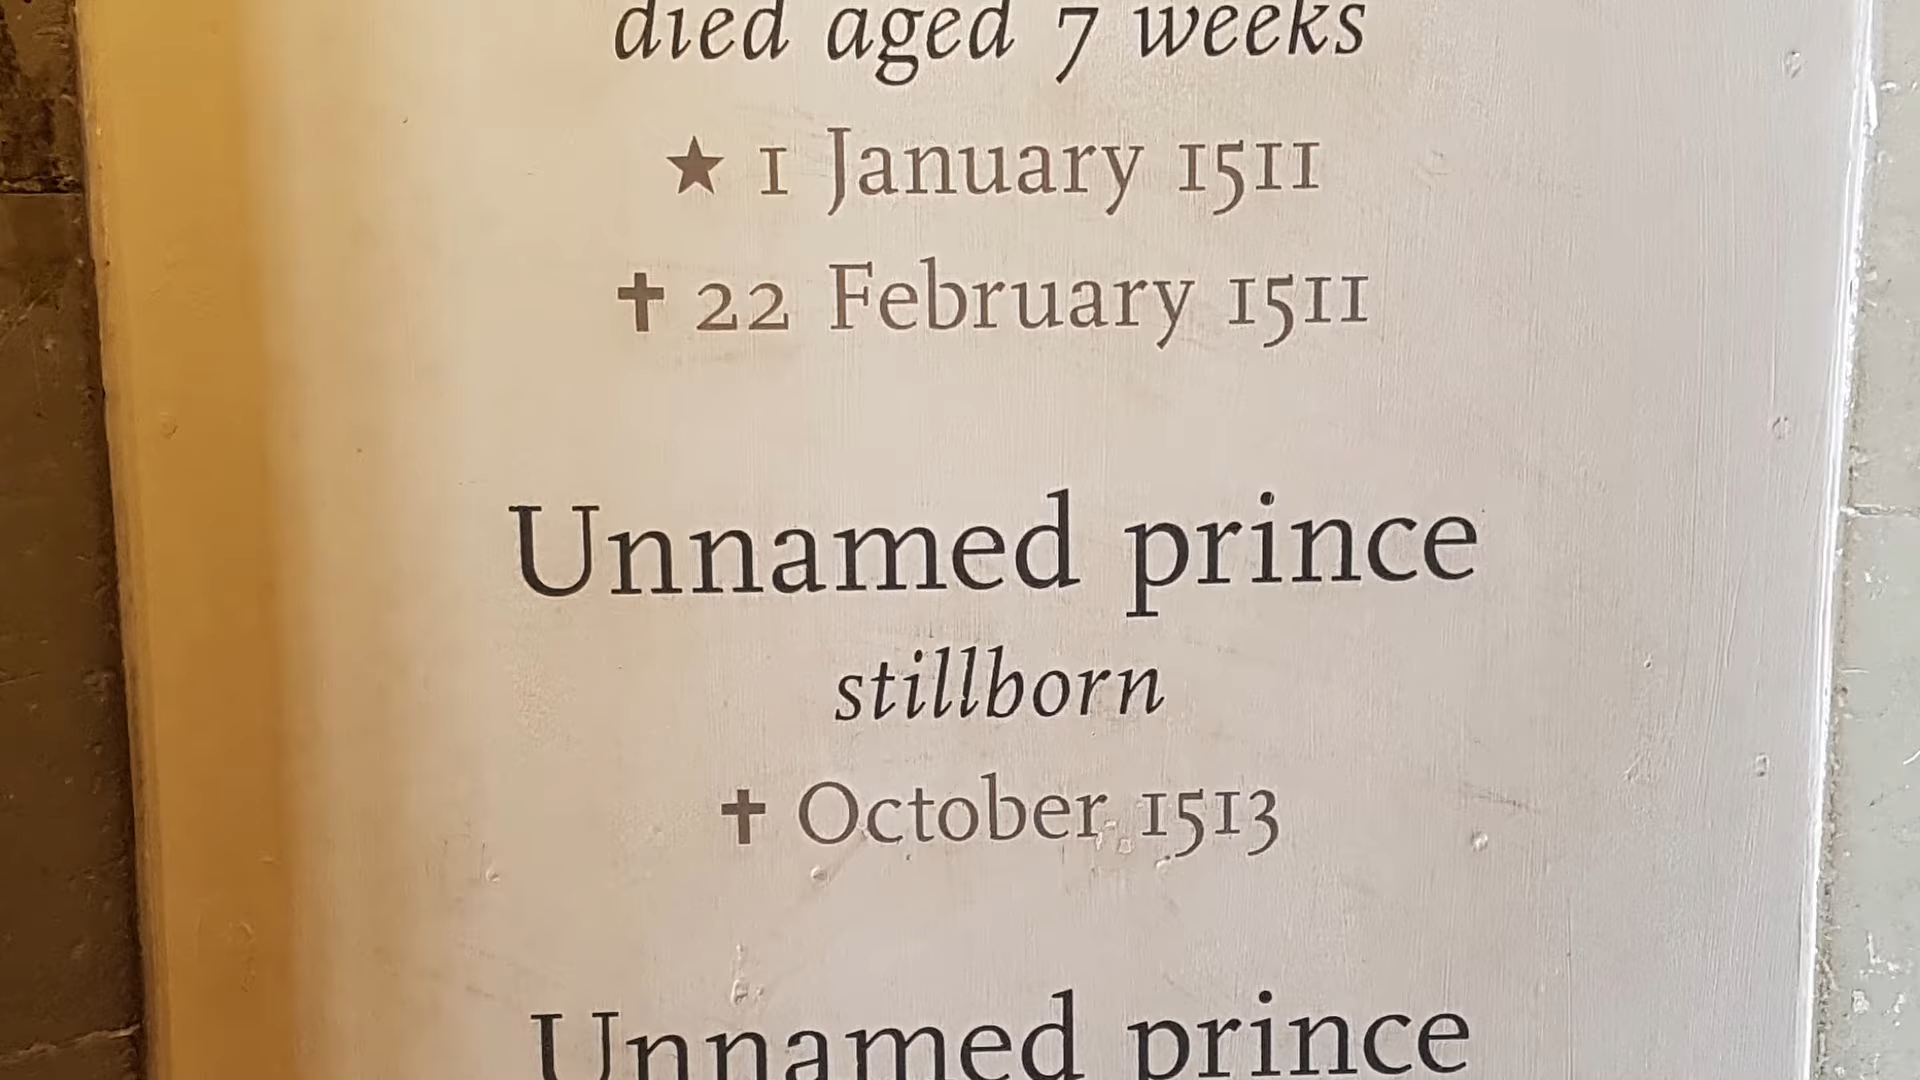 died aged 7 weeks
★ 1 January 1511
✝ 22 February 1511
Unnamed prince
stillborn
✝ October 1513
Unnamed prince